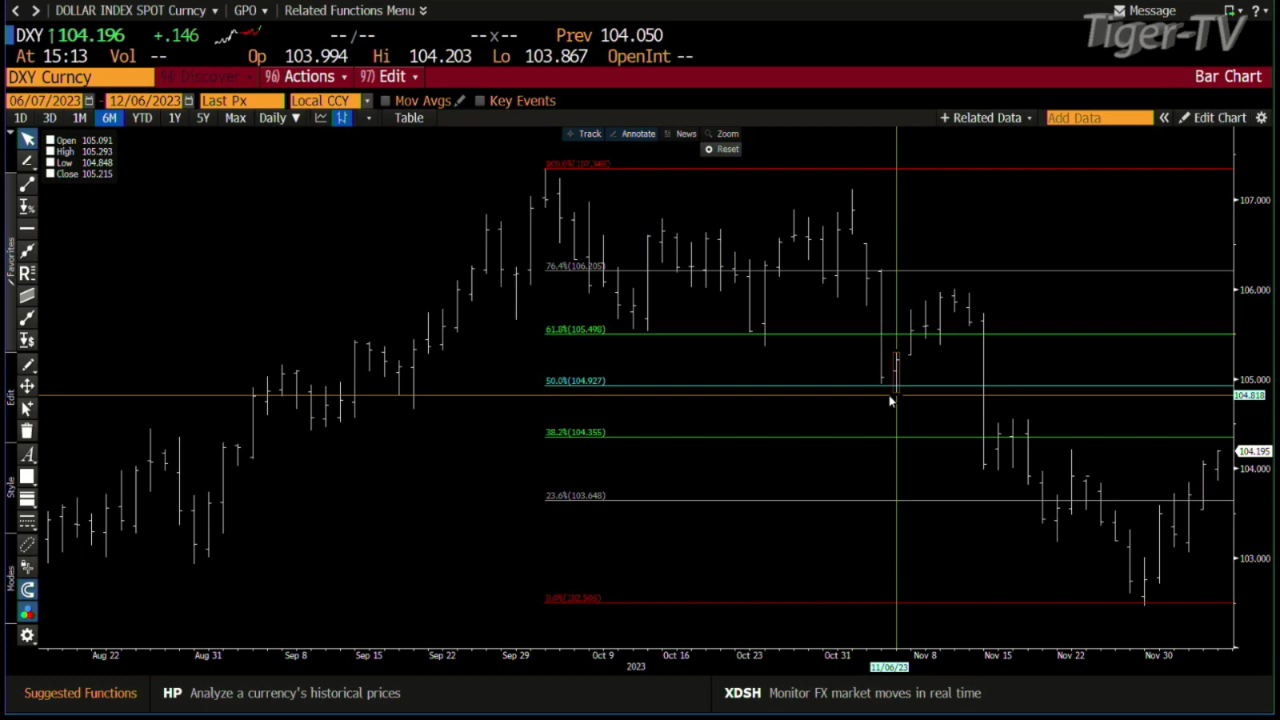 DOLLAR INDEX SPOT Curncy GPO Related Functions Menu Message ?
Tiger-TV
DXY 104.196 +.146 --/-- --x-- Prev 104.050
At 15:13 Vol -- Op 103.994 Hi 104.203 Lo 103.867 OpenInt --
DXY Curncy Discover 96) Actions 97) Edit Bar Chart
06/07/2023 - 12/06/2023 Last Px Local CCY Mov Avgs Key Events
1D 3D 1M 6M YTD 1Y 5Y Max Daily Table + Related Data Add Data Edit Chart
Track Annotate News Zoom
Reset
Open 105.091
High 105.293
Low 104.848
Close 105.215
76.4%(106.205)
61.8%(105.498)
50.0%(104.927)
38.2%(104.355)
23.6%(103.648)
107.000
106.000
105.000
104.818
104.195
104.000
103.000
Favorites
Edit
Style
Modes
Aug 22 Aug 31 Sep 8 Sep 15 Sep 22 Sep 29 Oct 9 Oct 16 Oct 23 Oct 31 Nov 8 Nov 15 Nov 22 Nov 30
2023 11/06/23
Suggested Functions HP Analyze a currency's historical prices XDSH Monitor FX market moves in real time